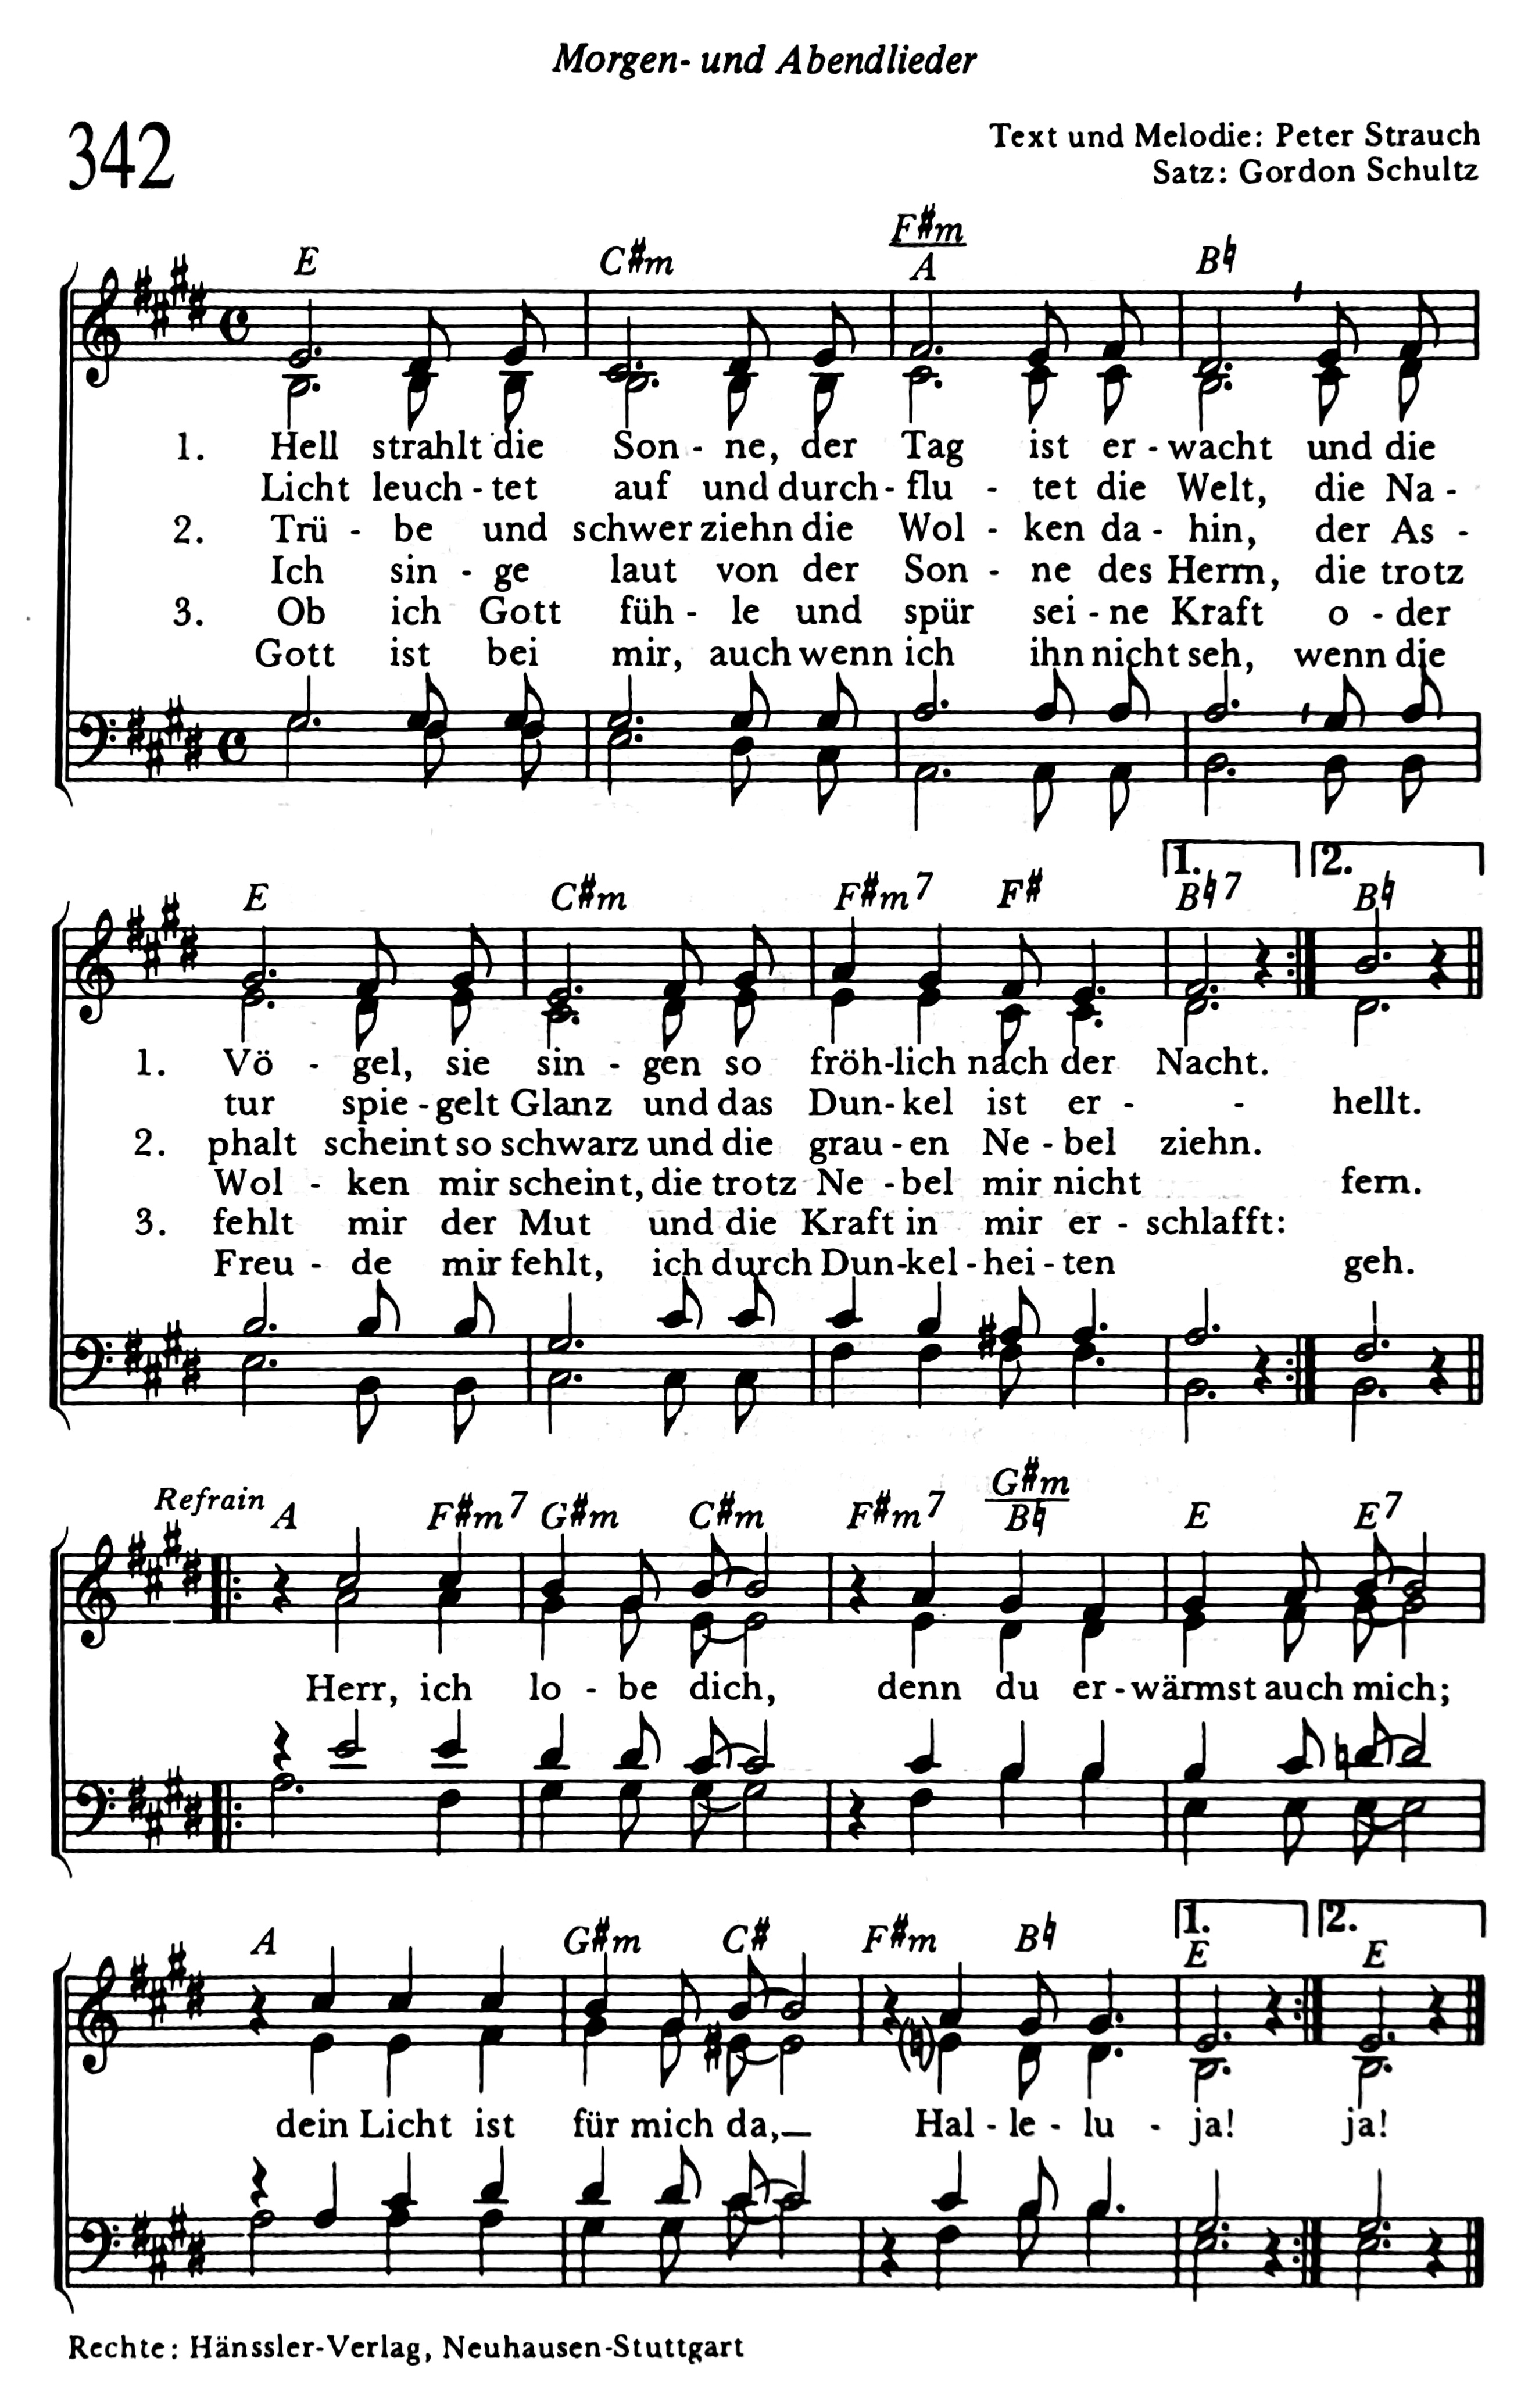 Morgen- und Abendlieder
342
Text und Melodie: Peter Strauch
Satz: Gordon Schultz
E C#m F#m/A B♮
1. Hell strahlt die Son - ne, der Tag ist er - wacht und die
Licht leuch - tet auf und durch - flu - tet die Welt, die Na -
2. Trü - be und schwer ziehn die Wol - ken da - hin, der As -
Ich sin - ge laut von der Son - ne des Herrn, die trotz
3. Ob ich Gott füh - le und spür sei - ne Kraft o - der
Gott ist bei mir, auch wenn ich ihn nicht seh, wenn die
1. 2.
E C#m F#m7 F# B♮7 B♮
1. Vö - gel, sie sin - gen so fröh-lich nach der Nacht.
tur spie - gelt Glanz und das Dun- kel ist er - - hellt.
2. phalt scheint so schwarz und die grau - en Ne - bel ziehn.
Wol - ken mir scheint, die trotz Ne - bel mir nicht fern.
3. fehlt mir der Mut und die Kraft in mir er - schlafft:
Freu - de mir fehlt, ich durch Dun-kel - hei - ten geh.
Refrain A F#m7 G#m C#m F#m7 G#m/B♮ E E7
Herr, ich lo - be dich, denn du er - wärmst auch mich;
1. 2.
A G#m C# F#m B♮ E E
dein Licht ist für mich da,_ Hal - le - lu - ja! ja!
Rechte: Hänssler-Verlag, Neuhausen-Stuttgart